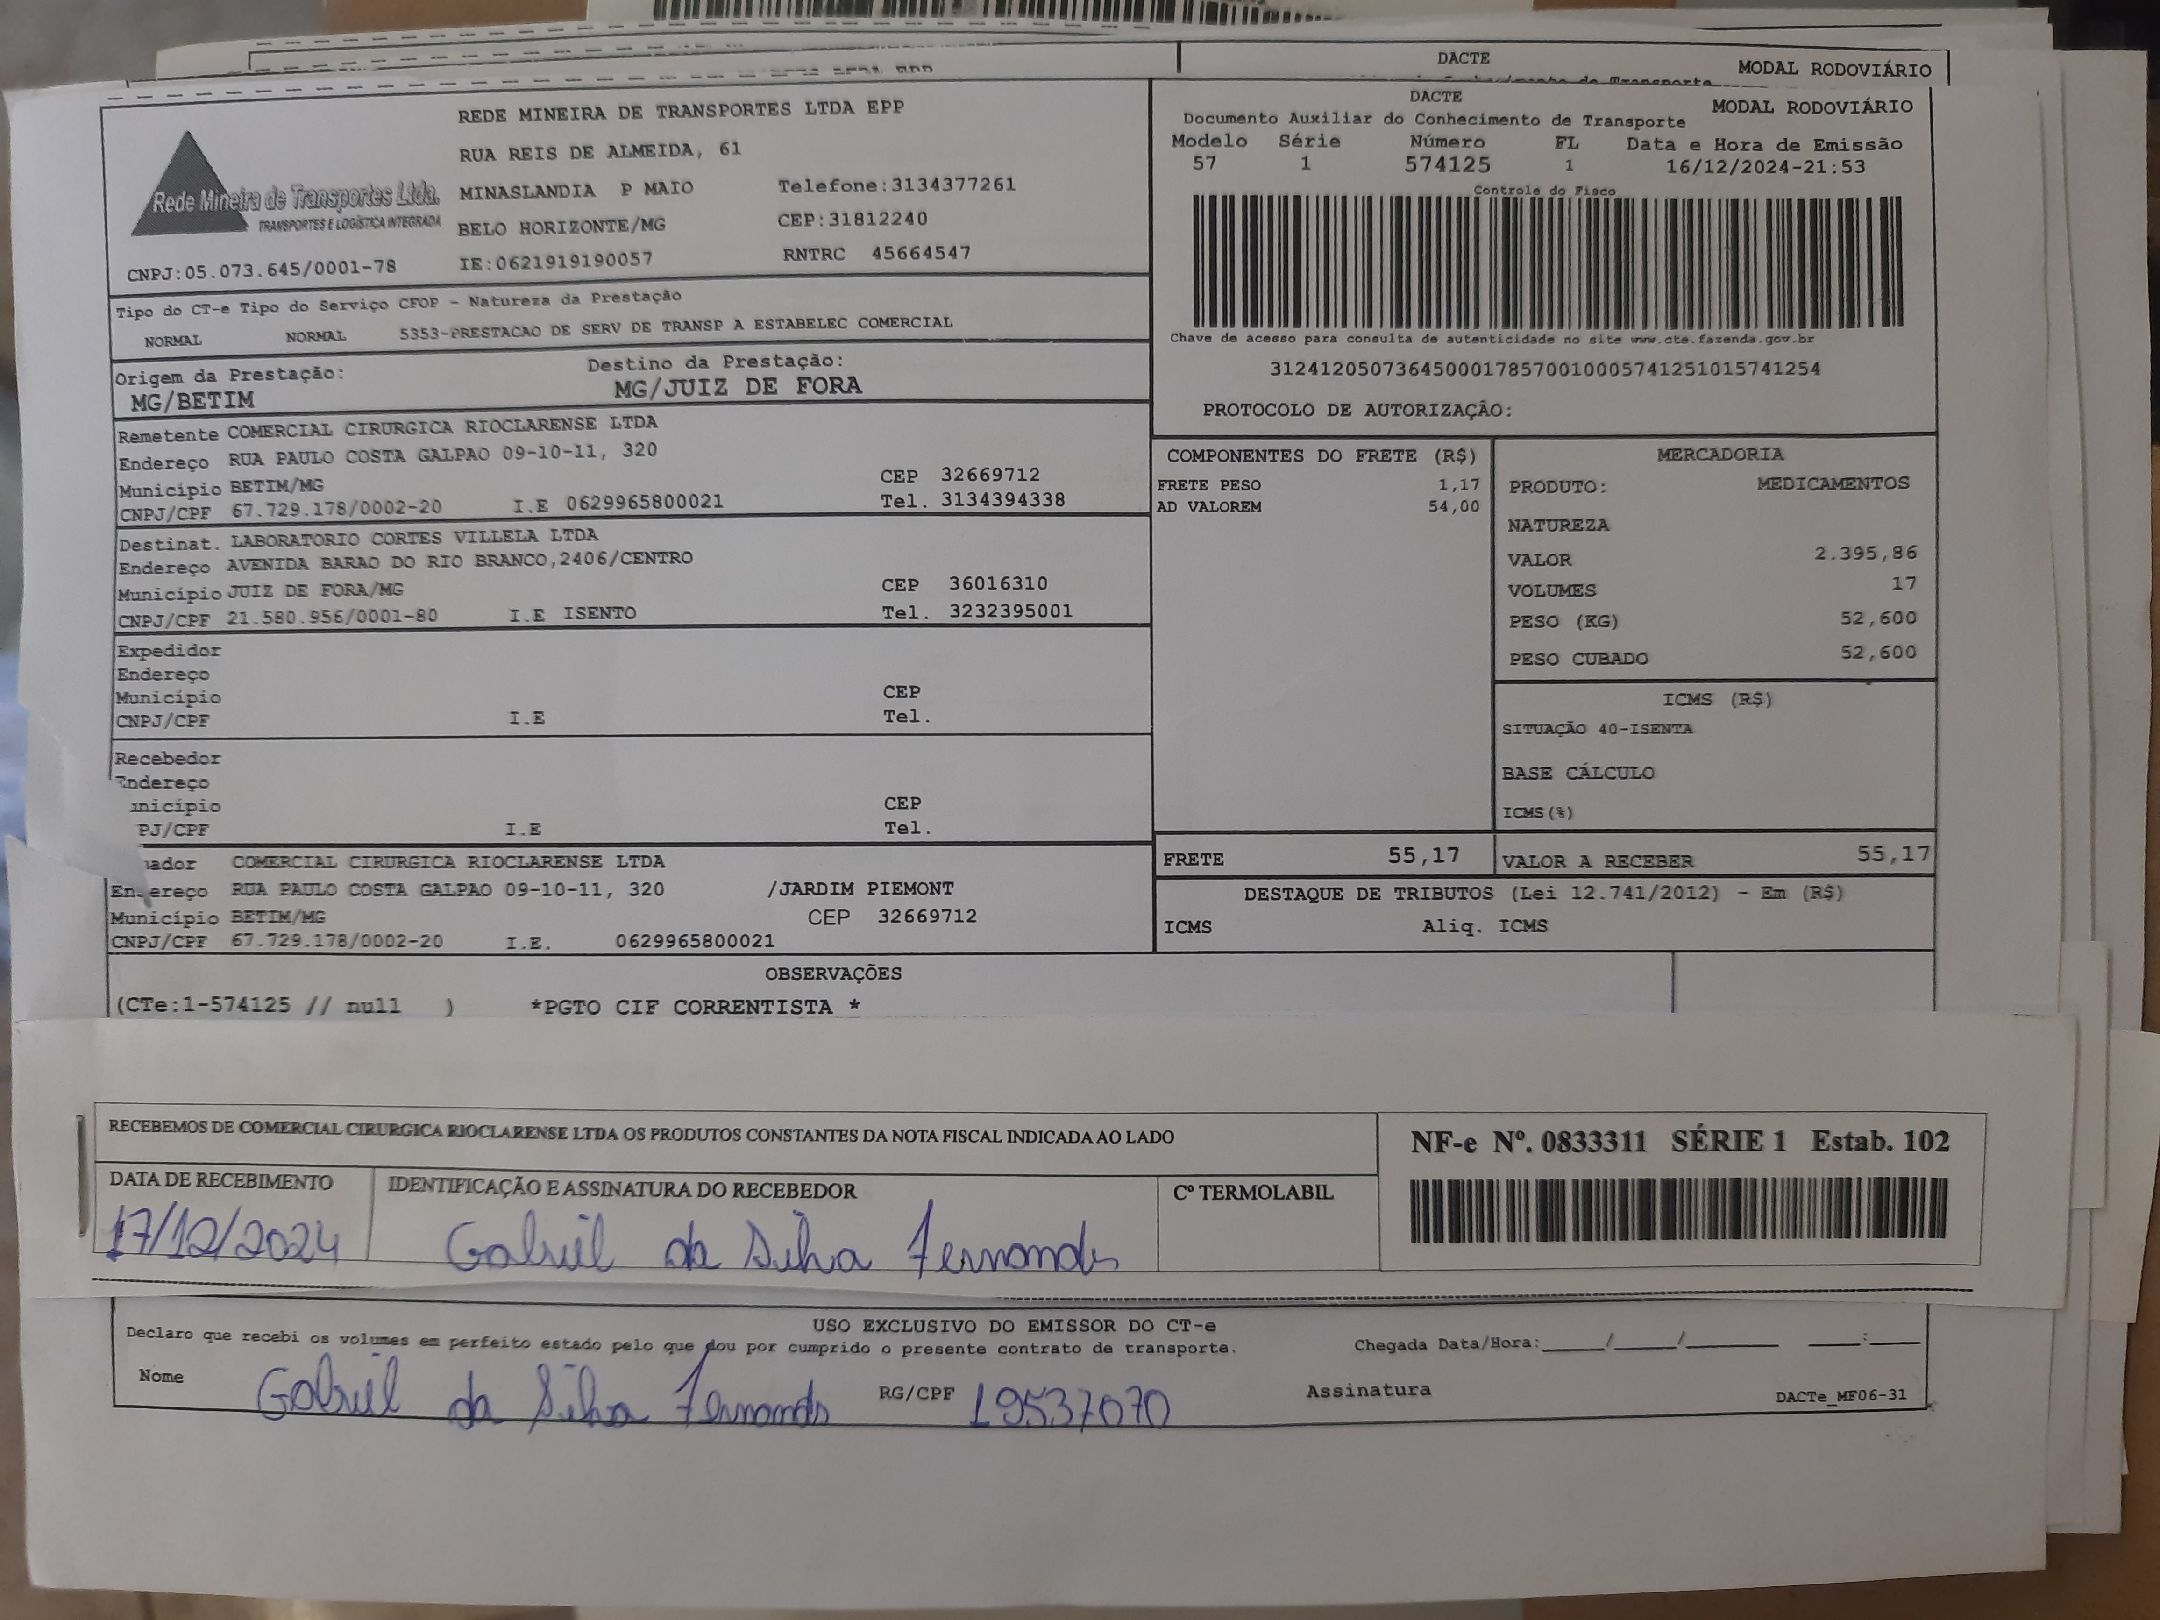 DACTE
MODAL RODOVIÁRIO
REDE MINEIRA DE TRANSPORTES LTDA EPP
RUA REIS DE ALMEIDA, 61
MINASLANDIA P MAIO Telefone:3134377261
BELO HORIZONTE/MG CEP:31812240
CNPJ:05.073.645/0001-78 IE:0621919190057 RNTRC 45664547
Rede Mineira de Transportes Ltda.
TRANSPORTES E LOGÍSTICA INTEGRADA
DACTE
MODAL RODOVIÁRIO
Documento Auxiliar do Conhecimento de Transporte
Modelo Série Número FL Data e Hora de Emissão
57 1 574125 1 16/12/2024-21:53
Controle do Fisco
Chave de acesso para consulta de autenticidade no site www.cte.fazenda.gov.br
31241205073645000178570010005741251015741254
PROTOCOLO DE AUTORIZAÇÃO:
Tipo do CT-e Tipo do Serviço CFOP - Natureza da Prestação
NORMAL NORMAL 5353-PRESTACAO DE SERV DE TRANSP A ESTABELEC COMERCIAL
Origem da Prestação: Destino da Prestação:
MG/BETIM MG/JUIZ DE FORA
Remetente COMERCIAL CIRURGICA RIOCLARENSE LTDA
Endereço RUA PAULO COSTA GALPAO 09-10-11, 320
Município BETIM/MG CEP 32669712
CNPJ/CPF 67.729.178/0002-20 I.E 0629965800021 Tel. 3134394338
Destinat. LABORATORIO CORTES VILLELA LTDA
Endereço AVENIDA BARAO DO RIO BRANCO,2406/CENTRO
Município JUIZ DE FORA/MG CEP 36016310
CNPJ/CPF 21.580.956/0001-80 I.E ISENTO Tel. 3232395001
Expedidor
Endereço
Município CEP
CNPJ/CPF I.E Tel.
Recebedor
Endereço
nicípio CEP
PJ/CPF I.E Tel.
ador COMERCIAL CIRURGICA RIOCLARENSE LTDA
Endereço RUA PAULO COSTA GALPAO 09-10-11, 320 /JARDIM PIEMONT
Município BETIM/MG CEP 32669712
CNPJ/CPF 67.729.178/0002-20 I.E. 0629965800021
COMPONENTES DO FRETE (R$)
FRETE PESO 1,17
AD VALOREM 54,00
MERCADORIA
PRODUTO: MEDICAMENTOS
NATUREZA
VALOR 2.395,86
VOLUMES 17
PESO (KG) 52,600
PESO CUBADO 52,600
ICMS (R$)
SITUAÇÃO 40-ISENTA
BASE CÁLCULO
ICMS(%)
FRETE 55,17 VALOR A RECEBER 55,17
DESTAQUE DE TRIBUTOS (Lei 12.741/2012) - Em (R$)
ICMS Aliq. ICMS
OBSERVAÇÕES
(CTe:1-574125 // null ) *PGTO CIF CORRENTISTA *
RECEBEMOS DE COMERCIAL CIRURGICA RIOCLARENSE LTDA OS PRODUTOS CONSTANTES DA NOTA FISCAL INDICADA AO LADO
NF-e Nº. 0833311 SÉRIE 1 Estab. 102
DATA DE RECEBIMENTO IDENTIFICAÇÃO E ASSINATURA DO RECEBEDOR Cº TERMOLABIL
17/12/2024 Gabriel da Silva Fernandes
USO EXCLUSIVO DO EMISSOR DO CT-e
Declaro que recebi os volumes em perfeito estado pelo que dou por cumprido o presente contrato de transporte. Chegada Data/Hora:____/____/____ ___:___
Nome Gabriel da Silva Fernandes RG/CPF 19537070 Assinatura DACTe_MF06-31